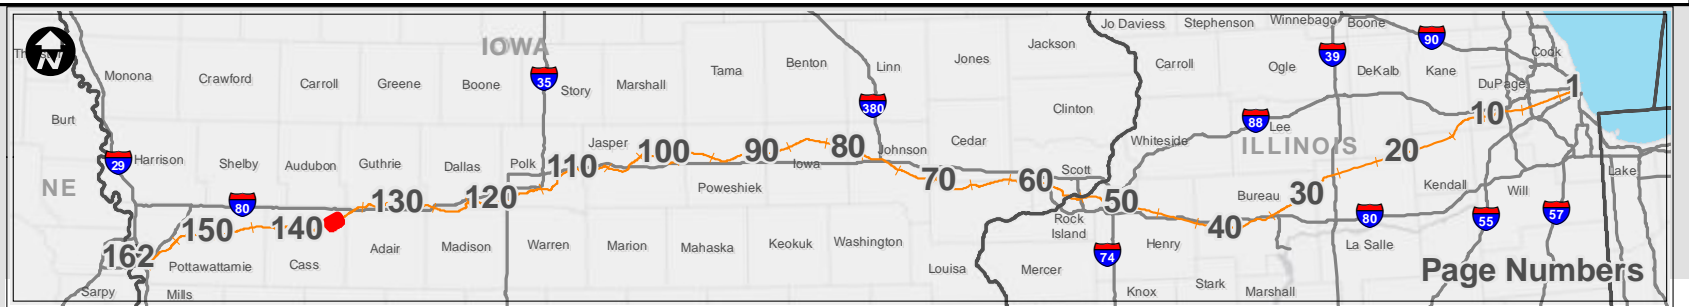 N
IOWA
NE
ILLINOIS
Th
Monona
Crawford
Carroll
Greene
Boone
Story
Marshall
Tama
Benton
Linn
Jones
Jackson
Jo Daviess
Stephenson
Winnebago
Boone
Carroll
Ogle
DeKalb
Kane
Cook
DuPage
Burt
Harrison
Shelby
Audubon
Guthrie
Dallas
Polk
Jasper
Poweshiek
Iowa
Johnson
Cedar
Clinton
Scott
Whiteside
Lee
Bureau
Kendall
Will
Lake
Sarpy
Mills
Pottawattamie
Cass
Adair
Madison
Warren
Marion
Mahaska
Keokuk
Washington
Louisa
Rock
Island
Mercer
Henry
Knox
Stark
Marshall
La Salle
29
80
35
380
74
88
39
90
80
55
57
162
150
140
130
120
110
100
90
80
70
60
50
40
30
20
10
1
Page Numbers